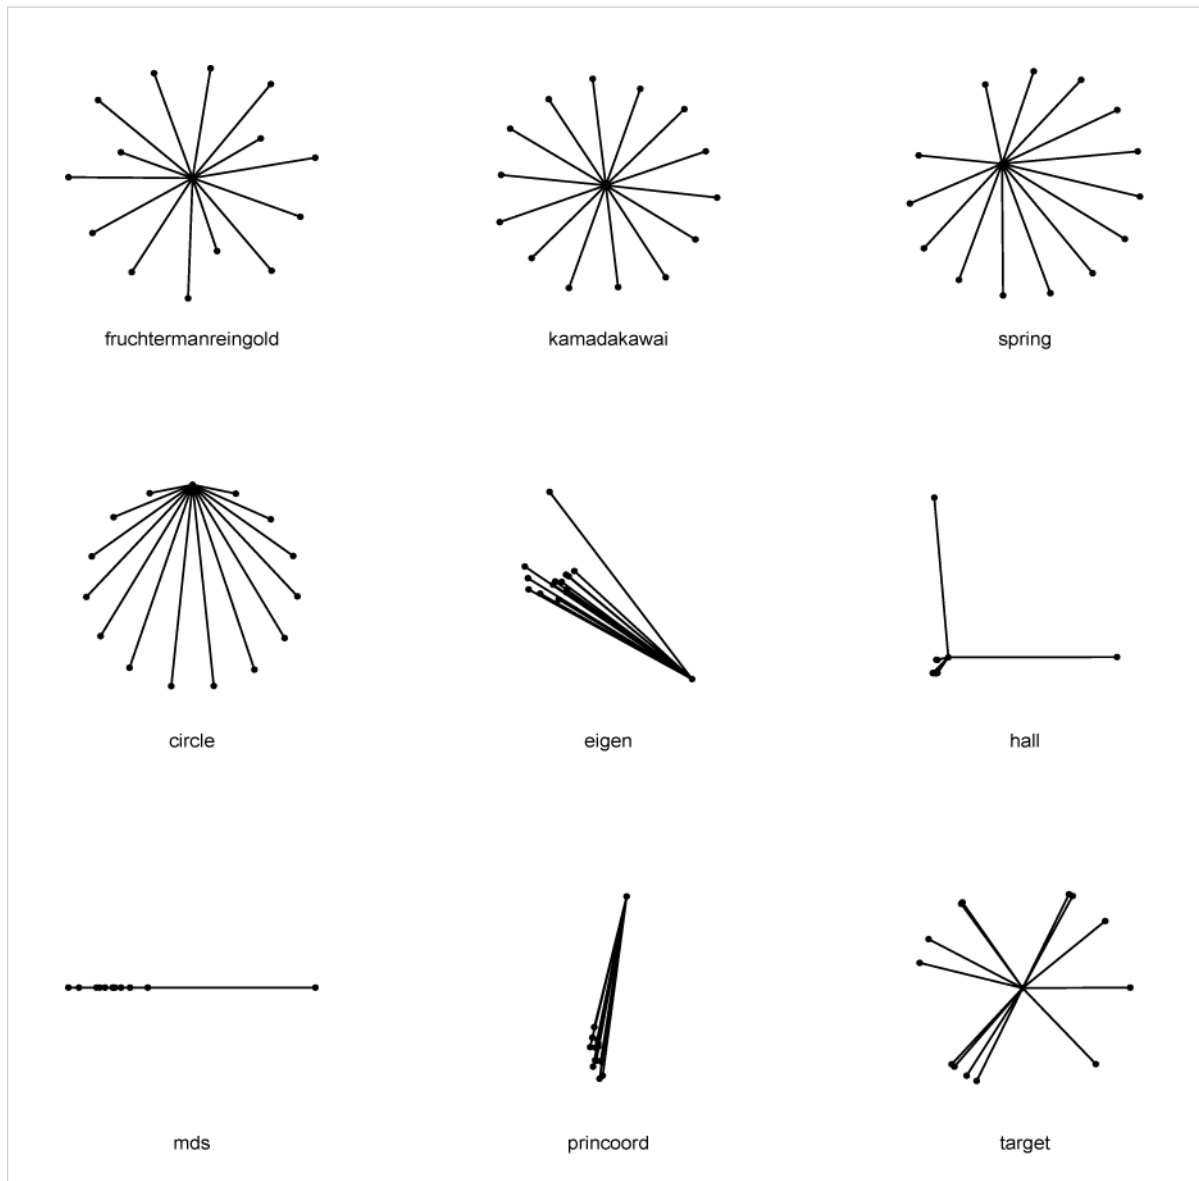 fruchtermanreingold
kamadakawai
spring
circle
eigen
hall
mds
princoord
target